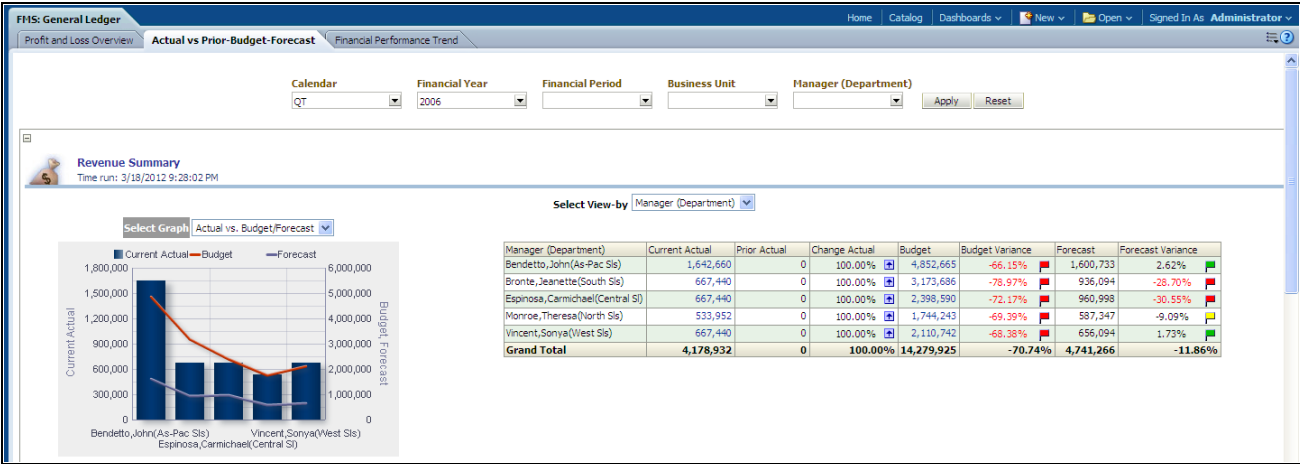 FMS: General Ledger
Home Catalog Dashboards New Open Signed In As Administrator
Profit and Loss Overview Actual vs Prior-Budget-Forecast Financial Performance Trend
Calendar Financial Year Financial Period Business Unit Manager (Department)
QT 2006 Apply Reset
Revenue Summary
Time run: 3/18/2012 9:28:02 PM
Select View-by Manager (Department)
Select Graph Actual vs. Budget/Forecast
Current Actual Budget Forecast
1,800,000 6,000,000
1,500,000 5,000,000
1,200,000 4,000,000
900,000 3,000,000
600,000 2,000,000
300,000 1,000,000
0 0
Current Actual
Budget, Forecast
Bendetto,John(As-Pac Sls) Vincent,Sonya(West Sls)
Espinosa,Carmichael(Central Sl)
Manager (Department) Current Actual Prior Actual Change Actual Budget Budget Variance Forecast Forecast Variance
Bendetto,John(As-Pac Sls) 1,642,660 0 100.00% 4,852,665 -66.15% 1,600,733 2.62%
Bronte,Jeanette(South Sls) 667,440 0 100.00% 3,173,686 -78.97% 936,094 -28.70%
Espinosa,Carmichael(Central Sl) 667,440 0 100.00% 2,398,590 -72.17% 960,998 -30.55%
Monroe,Theresa(North Sls) 533,952 0 100.00% 1,744,243 -69.39% 587,347 -9.09%
Vincent,Sonya(West Sls) 667,440 0 100.00% 2,110,742 -68.38% 656,094 1.73%
Grand Total 4,178,932 0 100.00% 14,279,925 -70.74% 4,741,266 -11.86%